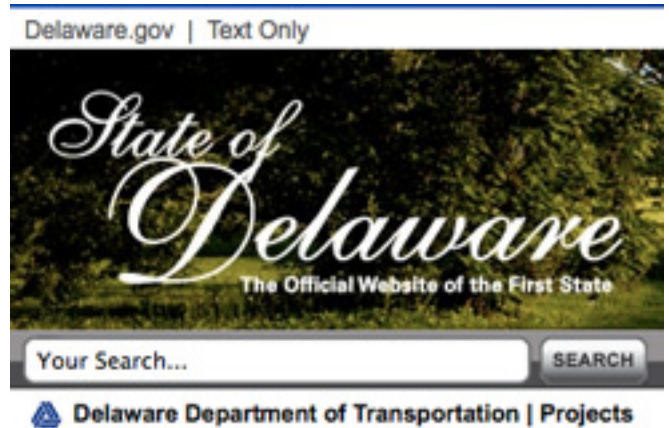 Delaware.gov | Text Only
State of
Delaware
The Official Website of the First State
Your Search...
SEARCH
Delaware Department of Transportation | Projects